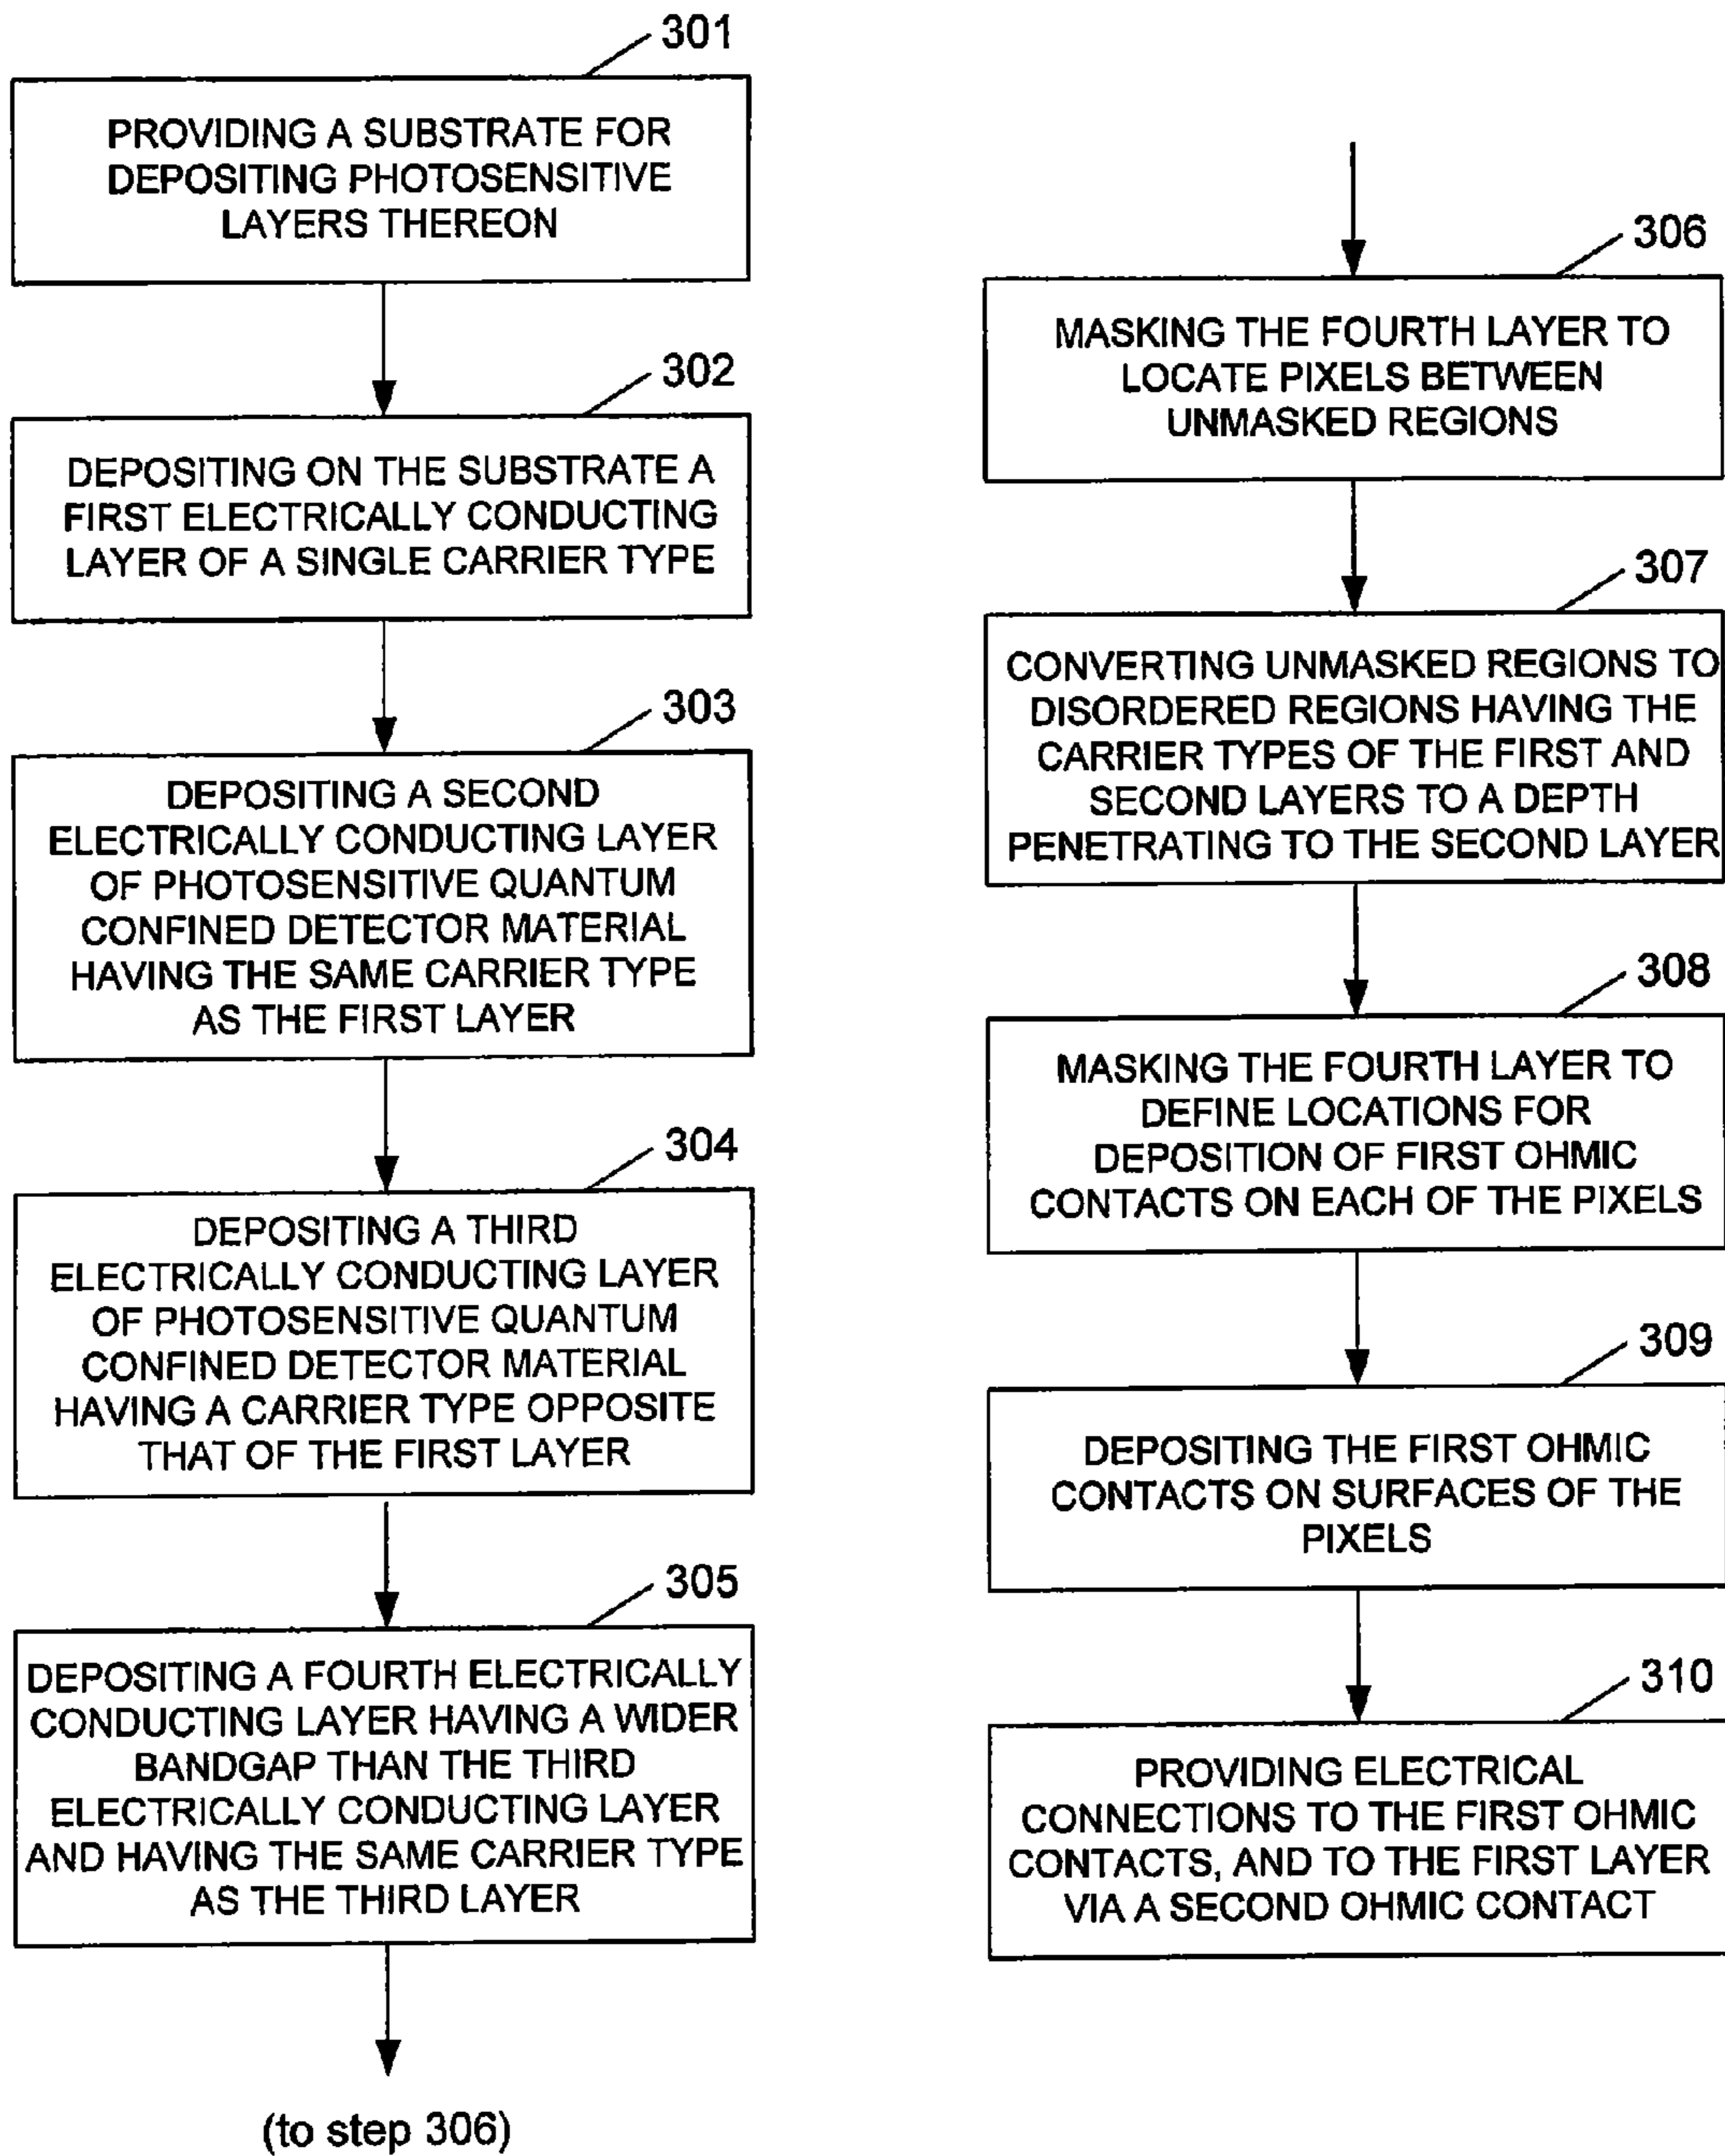 301
PROVIDING A SUBSTRATE FOR
DEPOSITING PHOTOSENSITIVE
LAYERS THEREON
302
DEPOSITING ON THE SUBSTRATE A
FIRST ELECTRICALLY CONDUCTING
LAYER OF A SINGLE CARRIER TYPE
303
DEPOSITING A SECOND
ELECTRICALLY CONDUCTING LAYER
OF PHOTOSENSITIVE QUANTUM
CONFINED DETECTOR MATERIAL
HAVING THE SAME CARRIER TYPE
AS THE FIRST LAYER
304
DEPOSITING A THIRD
ELECTRICALLY CONDUCTING LAYER
OF PHOTOSENSITIVE QUANTUM
CONFINED DETECTOR MATERIAL
HAVING A CARRIER TYPE OPPOSITE
THAT OF THE FIRST LAYER
305
DEPOSITING A FOURTH ELECTRICALLY
CONDUCTING LAYER HAVING A WIDER
BANDGAP THAN THE THIRD
ELECTRICALLY CONDUCTING LAYER
AND HAVING THE SAME CARRIER TYPE
AS THE THIRD LAYER
(to step 306)
306
MASKING THE FOURTH LAYER TO
LOCATE PIXELS BETWEEN
UNMASKED REGIONS
307
CONVERTING UNMASKED REGIONS TO
DISORDERED REGIONS HAVING THE
CARRIER TYPES OF THE FIRST AND
SECOND LAYERS TO A DEPTH
PENETRATING TO THE SECOND LAYER
308
MASKING THE FOURTH LAYER TO
DEFINE LOCATIONS FOR
DEPOSITION OF FIRST OHMIC
CONTACTS ON EACH OF THE PIXELS
309
DEPOSITING THE FIRST OHMIC
CONTACTS ON SURFACES OF THE
PIXELS
310
PROVIDING ELECTRICAL
CONNECTIONS TO THE FIRST OHMIC
CONTACTS, AND TO THE FIRST LAYER
VIA A SECOND OHMIC CONTACT